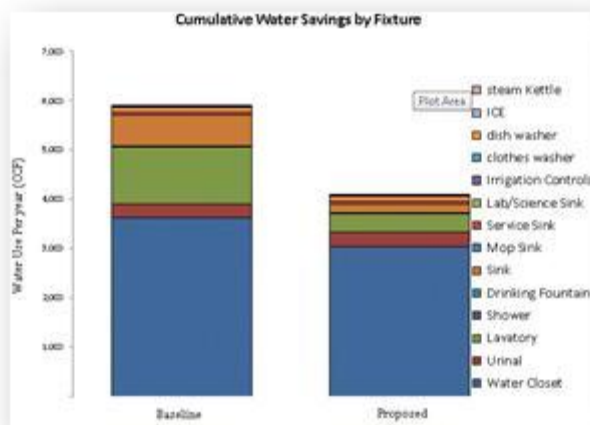 Cumulative Water Savings by Fixture
7,000
6,000
5,000
4,000
3,000
2,000
1,000
Water Use Per year (CCF)
Baseline
Proposed
Plot Area
steam Kettle
ICE
dish washer
clothes washer
Irrigation Controls
Lab/Science Sink
Service Sink
Mop Sink
Sink
Drinking Fountain
Shower
Lavatory
Urinal
Water Closet